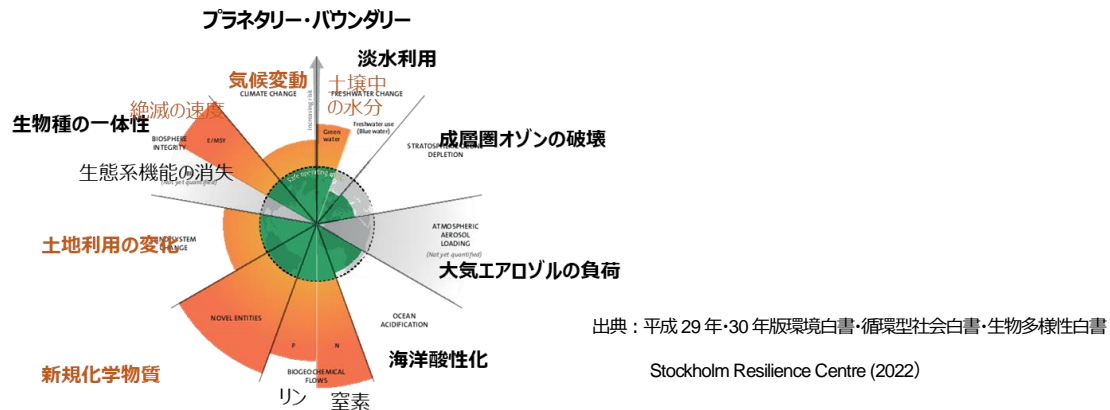 プラネタリー・バウンダリー
淡水利用
気候変動
土壌中
の水分
CLIMATE CHANGE
FRESHWATER CHANGE
Increasing risk
絶滅の速度
生物種の一体性
BIOSPHERE
INTEGRITY
E/MSY
Green
water
Freshwater use
(Blue water)
成層圏オゾンの破壊
STRATOSPHERIC OZONE
DEPLETION
生態系機能の消失
(Not yet quantified)
Safe operating
土地利用の変化
CHANGE
ATMOSPHERIC
AEROSOL
LOADING
(Not yet quantified)
大気エアロゾルの負荷
NOVEL ENTITIES
OCEAN
ACIDIFICATION
出典：平成 29 年・30 年版環境白書・循環型社会白書・生物多様性白書
P
N
海洋酸性化
BIOGEOCHEMICAL
FLOWS
新規化学物質
Stockholm Resilience Centre (2022）
リン
窒素